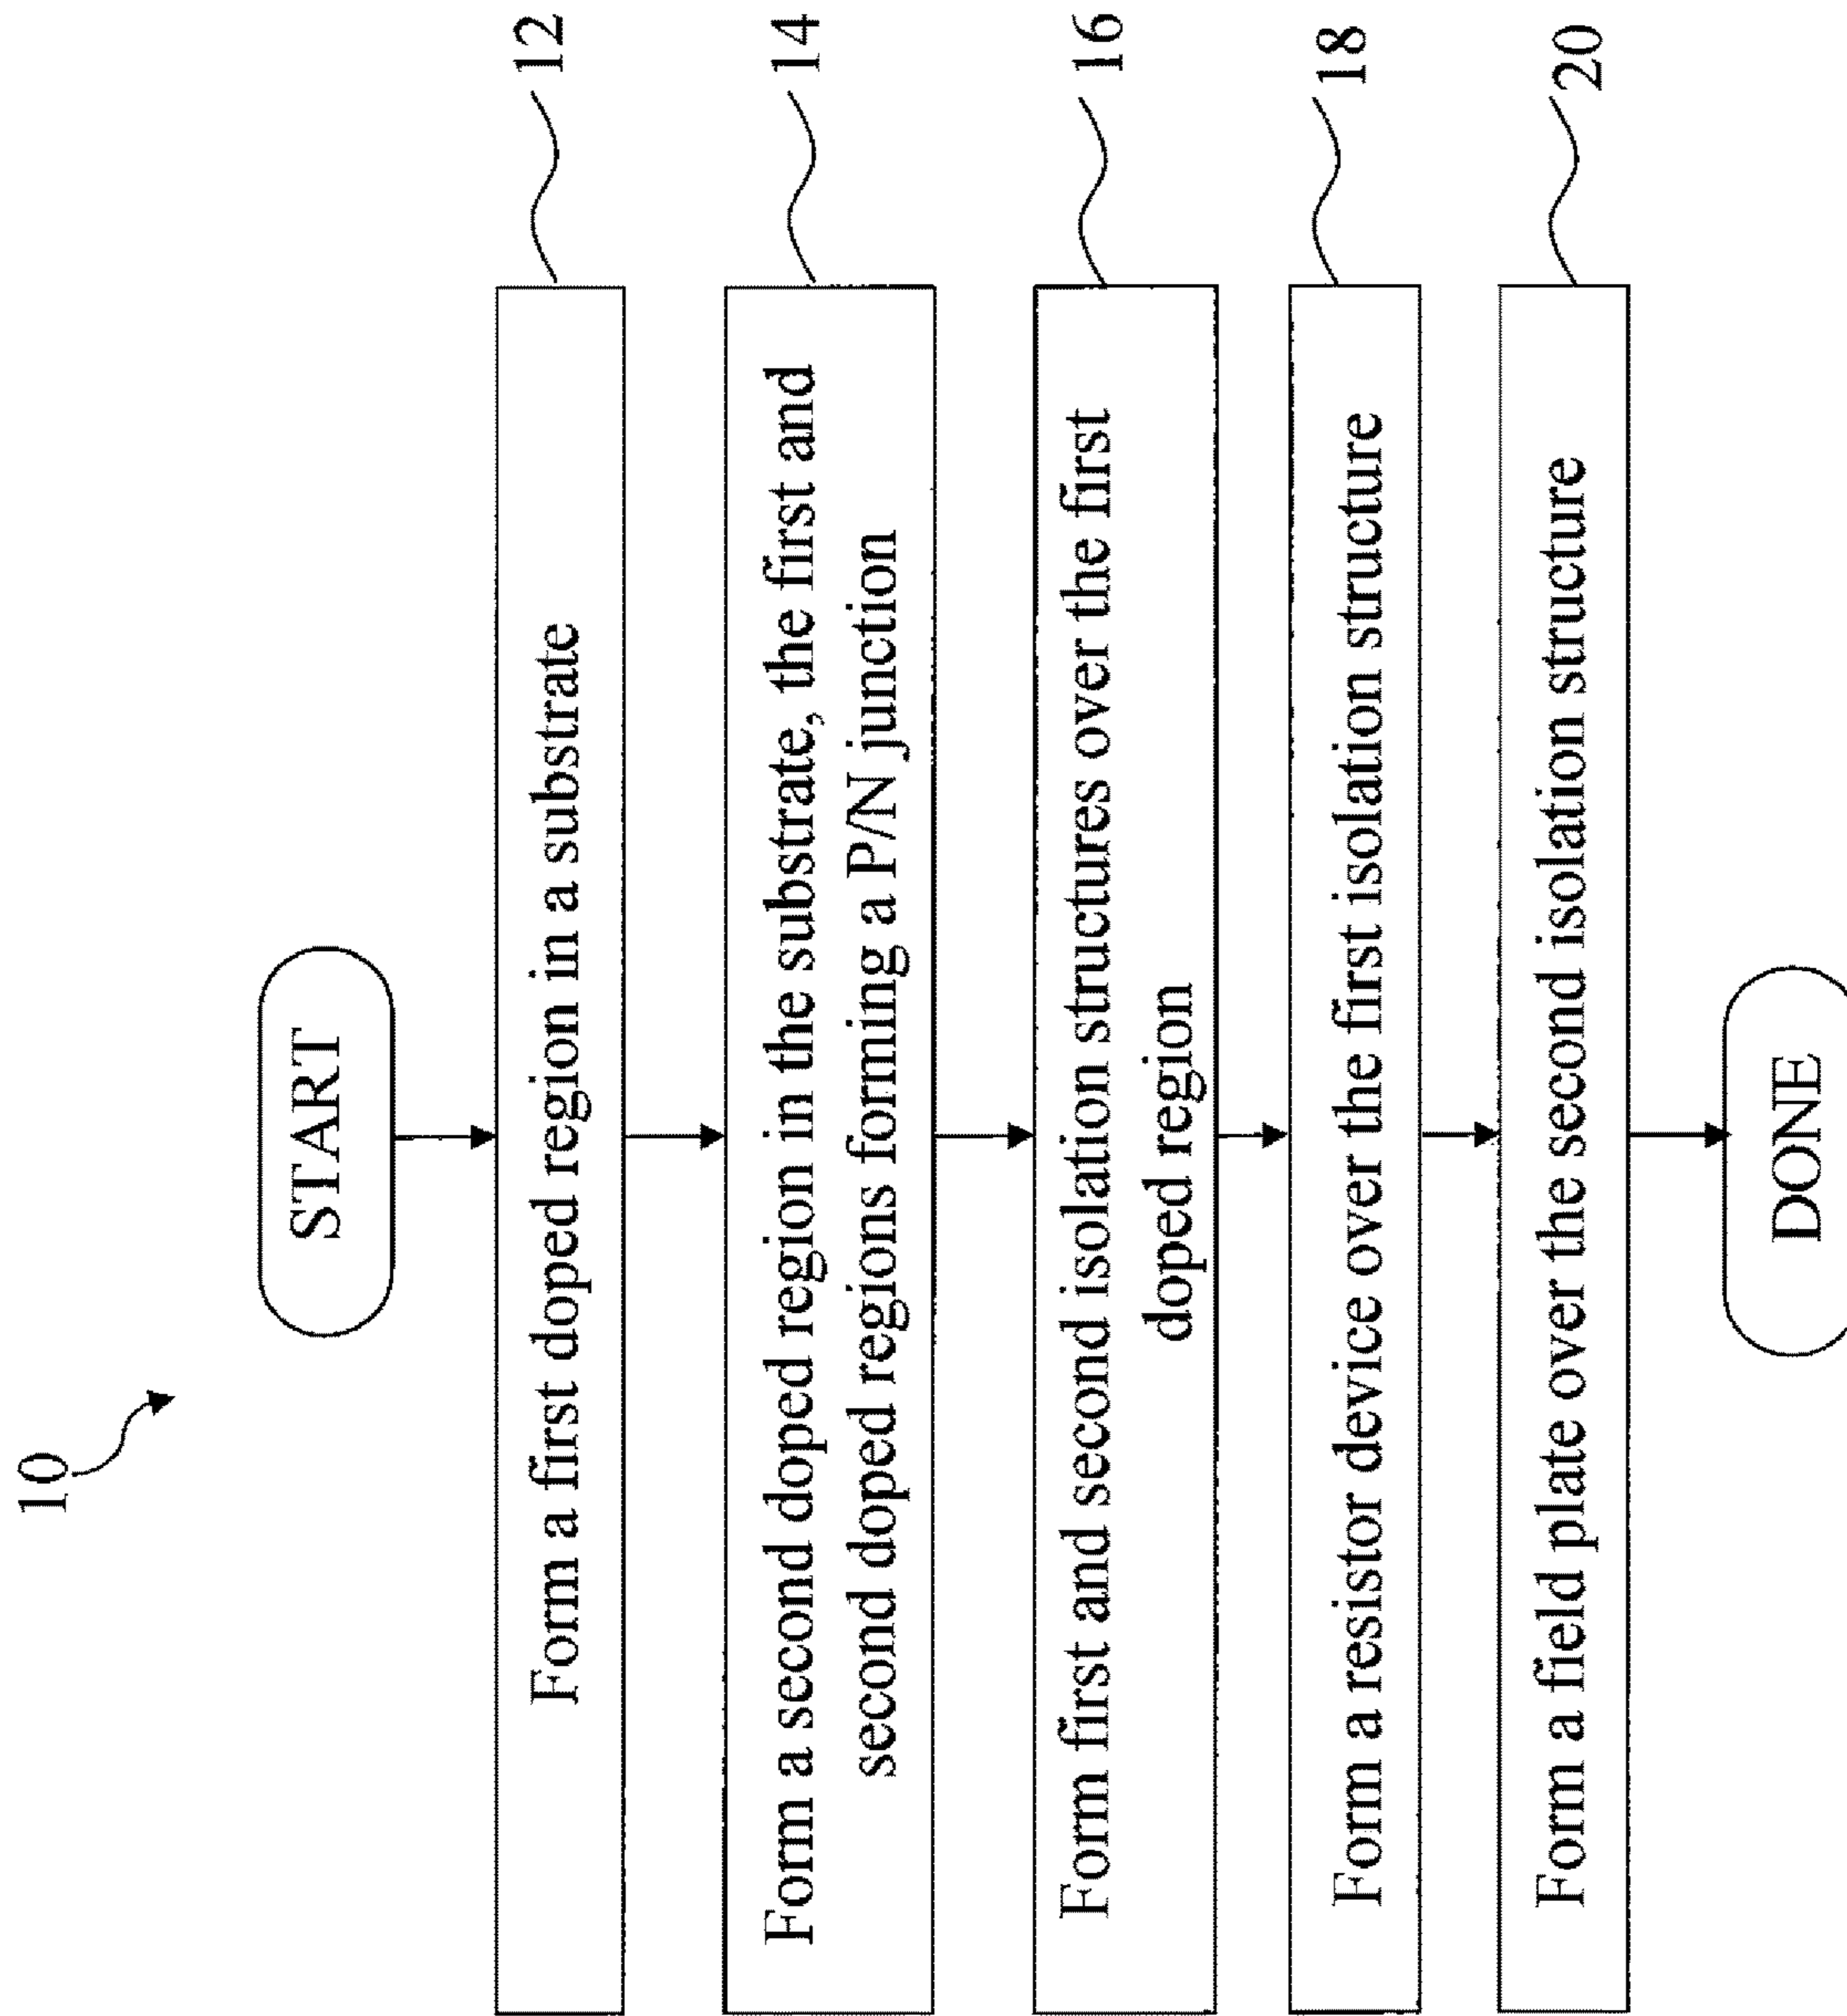 10
START
Form a first doped region in a substrate
12
Form a second doped region in the substrate, the first and
second doped regions forming a P/N junction
14
Form first and second isolation structures over the first
doped region
16
Form a resistor device over the first isolation structure
18
Form a field plate over the second isolation structure
20
DONE